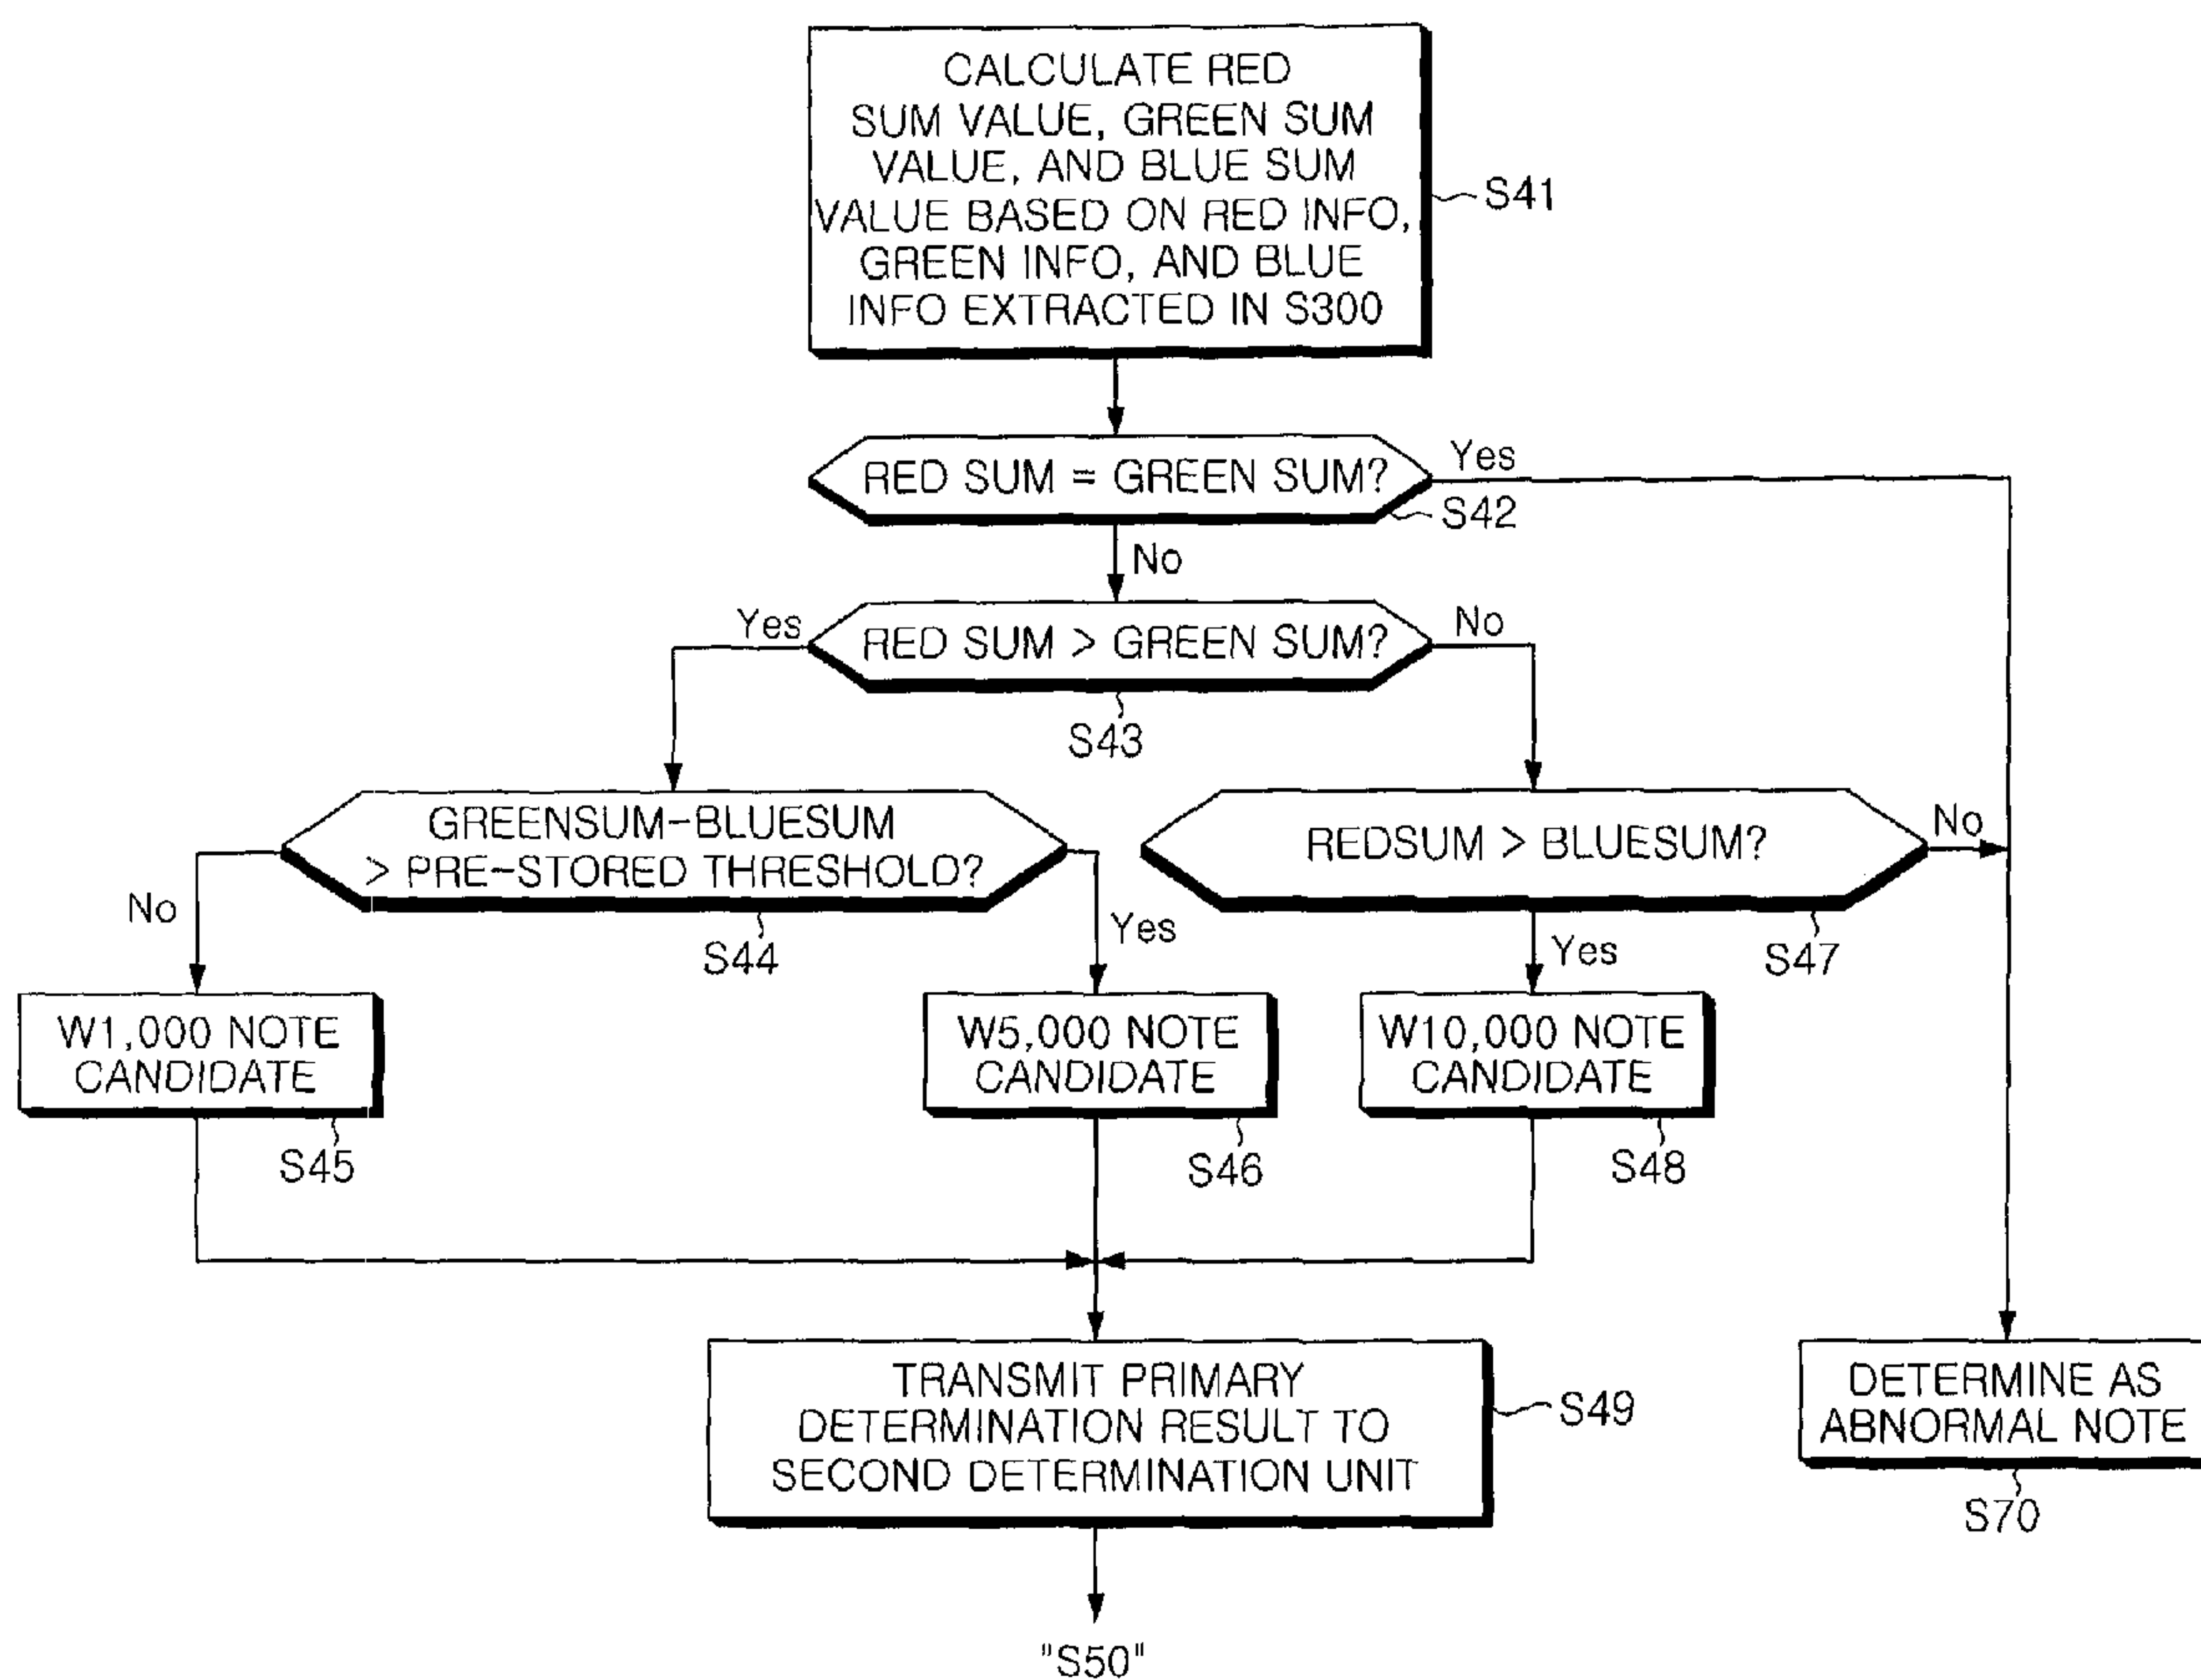 CALCULATE RED
SUM VALUE, GREEN SUM
VALUE, AND BLUE SUM
VALUE BASED ON RED INFO,
GREEN INFO, AND BLUE
INFO EXTRACTED IN S300
S41
RED SUM = GREEN SUM?
Yes
S42
No
RED SUM > GREEN SUM?
Yes
No
S43
GREENSUM-BLUESUM
> PRE-STORED THRESHOLD?
No
Yes
S44
REDSUM > BLUESUM?
No
Yes
S47
W1,000 NOTE
CANDIDATE
S45
W5,000 NOTE
CANDIDATE
S46
W10,000 NOTE
CANDIDATE
S48
TRANSMIT PRIMARY
DETERMINATION RESULT TO
SECOND DETERMINATION UNIT
S49
DETERMINE AS
ABNORMAL NOTE
S70
"S50"